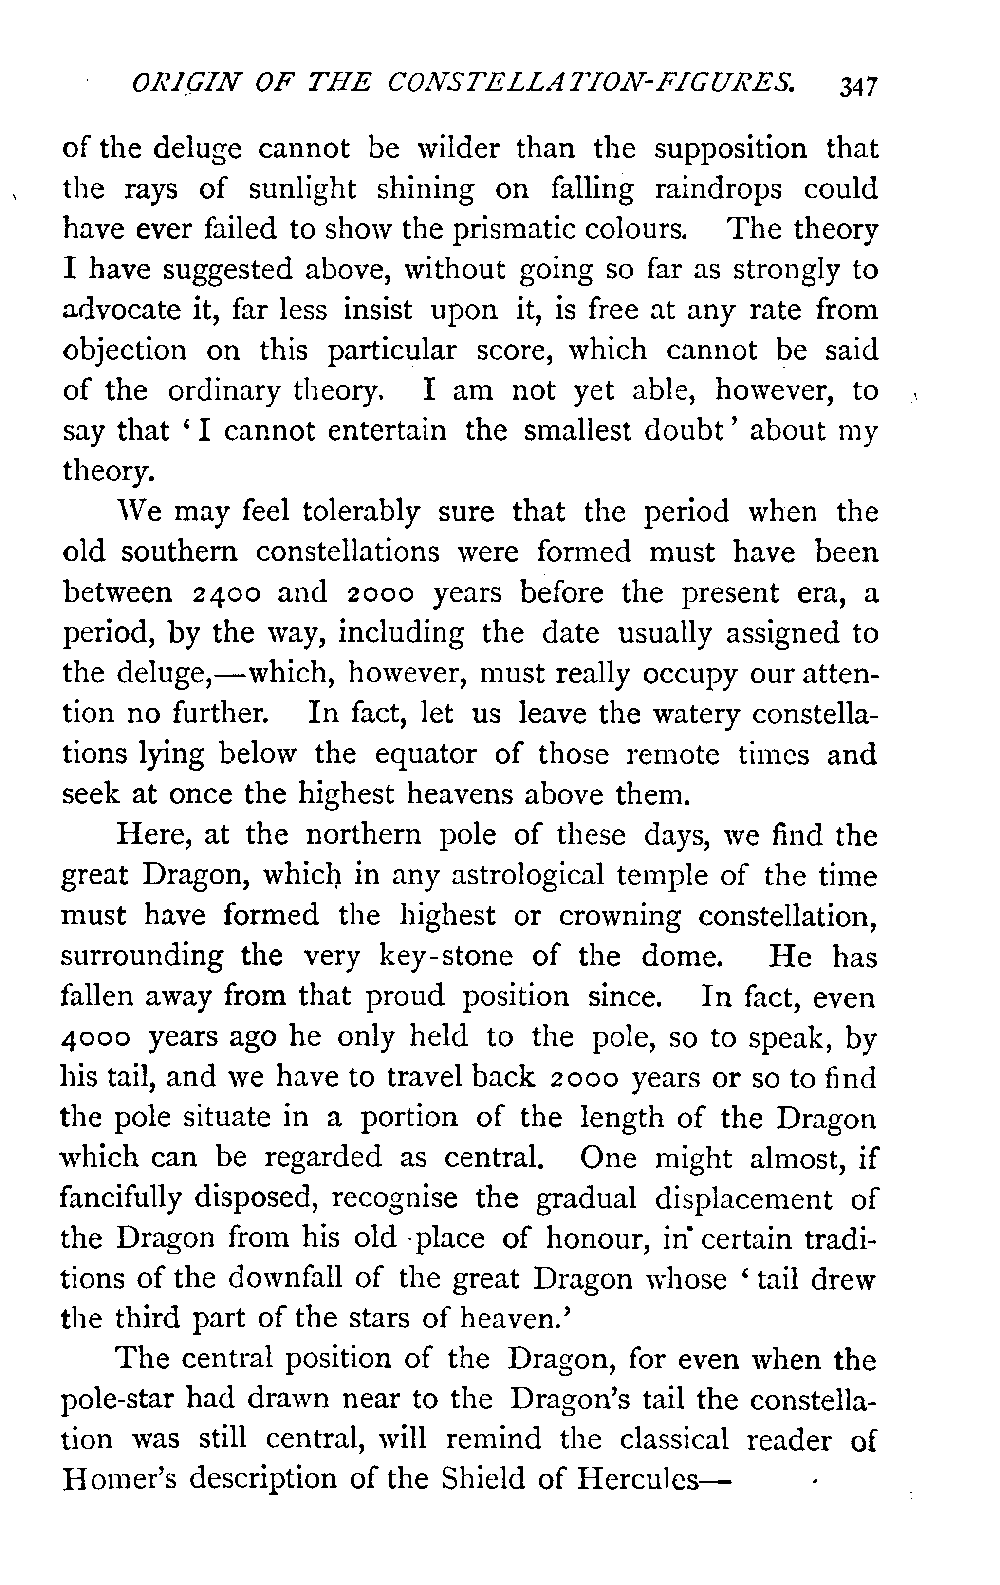 ORIGIN OF THE CONSTELLATION-FIGURES. 347
of the deluge cannot be wilder than the supposition that
the rays of sunlight shining on falling raindrops could
have ever failed to show the prismatic colours. The theory
I have suggested above, without going so far as strongly to
advocate it, far less insist upon it, is free at any rate from
objection on this particular score, which cannot be said
of the ordinary theory. I am not yet able, however, to
say that ‘I cannot entertain the smallest doubt’ about my
theory.
We may feel tolerably sure that the period when the
old southern constellations were formed must have been
between 2400 and 2000 years before the present era, a
period, by the way, including the date usually assigned to
the deluge,—which, however, must really occupy our atten-
tion no further. In fact, let us leave the watery constella-
tions lying below the equator of those remote times and
seek at once the highest heavens above them.
Here, at the northern pole of these days, we find the
great Dragon, which in any astrological temple of the time
must have formed the highest or crowning constellation,
surrounding the very key-stone of the dome. He has
fallen away from that proud position since. In fact, even
4000 years ago he only held to the pole, so to speak, by
his tail, and we have to travel back 2000 years or so to find
the pole situate in a portion of the length of the Dragon
which can be regarded as central. One might almost, if
fancifully disposed, recognise the gradual displacement of
the Dragon from his old place of honour, in certain tradi-
tions of the downfall of the great Dragon whose ‘tail drew
the third part of the stars of heaven.’
The central position of the Dragon, for even when the
pole-star had drawn near to the Dragon’s tail the constella-
tion was still central, will remind the classical reader of
Homer’s description of the Shield of Hercules—